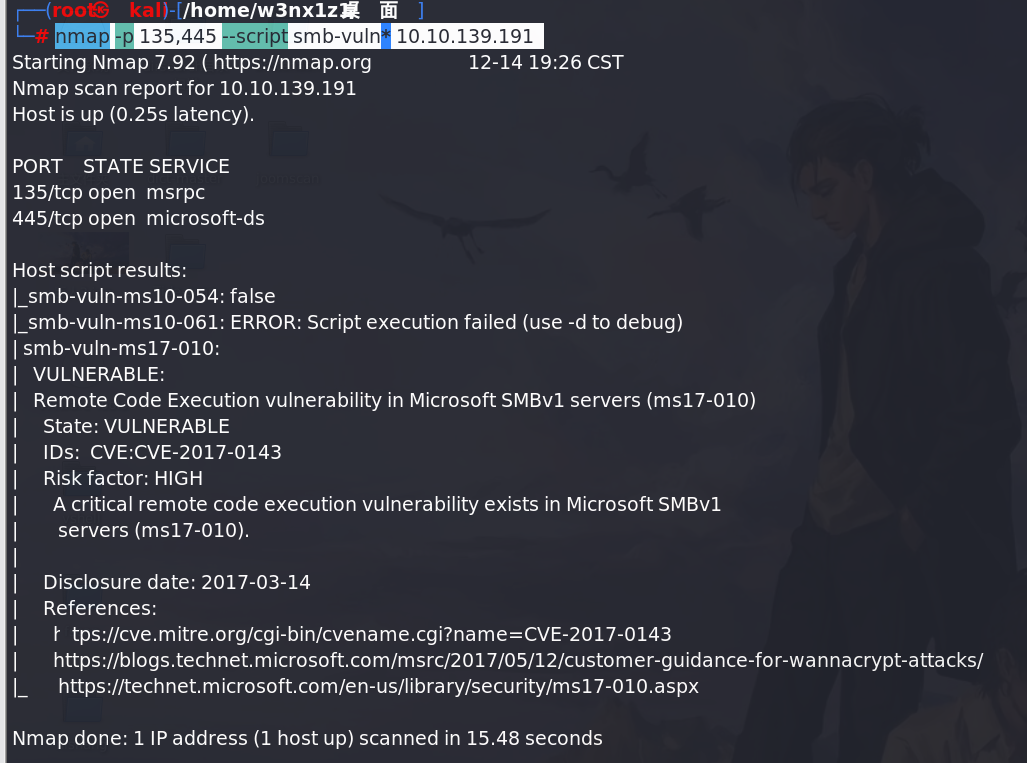 ┌──(root㉿kali)-[/home/w3nx1z1/桌面]
└─# nmap -p 135,445 --script smb-vuln* 10.10.139.191
Starting Nmap 7.92 ( https://nmap.org 12-14 19:26 CST
Nmap scan report for 10.10.139.191
Host is up (0.25s latency).
PORT STATE SERVICE
135/tcp open msrpc
445/tcp open microsoft-ds
Host script results:
|_smb-vuln-ms10-054: false
|_smb-vuln-ms10-061: ERROR: Script execution failed (use -d to debug)
| smb-vuln-ms17-010:
| VULNERABLE:
| Remote Code Execution vulnerability in Microsoft SMBv1 servers (ms17-010)
| State: VULNERABLE
| IDs: CVE:CVE-2017-0143
| Risk factor: HIGH
| A critical remote code execution vulnerability exists in Microsoft SMBv1
| servers (ms17-010).
|
| Disclosure date: 2017-03-14
| References:
| h tps://cve.mitre.org/cgi-bin/cvename.cgi?name=CVE-2017-0143
| https://blogs.technet.microsoft.com/msrc/2017/05/12/customer-guidance-for-wannacrypt-attacks/
|_ https://technet.microsoft.com/en-us/library/security/ms17-010.aspx
Nmap done: 1 IP address (1 host up) scanned in 15.48 seconds